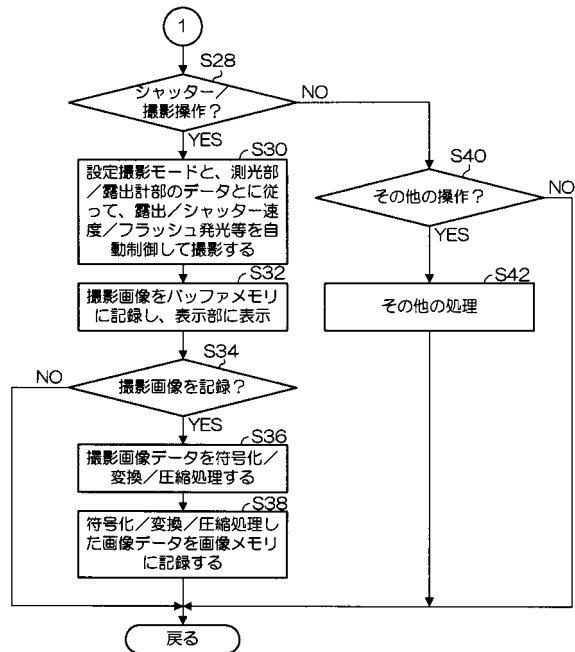 1
S28
シャッター/
撮影操作?
NO
YES
S30
設定撮影モードと、測光部
/露出計部のデータとに従
って、露出/シャッター速
度/フラッシュ発光等を自
動制御して撮影する
S32
撮影画像をバッファメモリ
に記録し、表示部に表示
S34
撮影画像を記録?
NO
YES
S36
撮影画像データを符号化/
変換/圧縮処理する
S38
符号化/変換/圧縮処理し
た画像データを画像メモリ
に記録する
S40
その他の操作?
NO
YES
S42
その他の処理
戻る